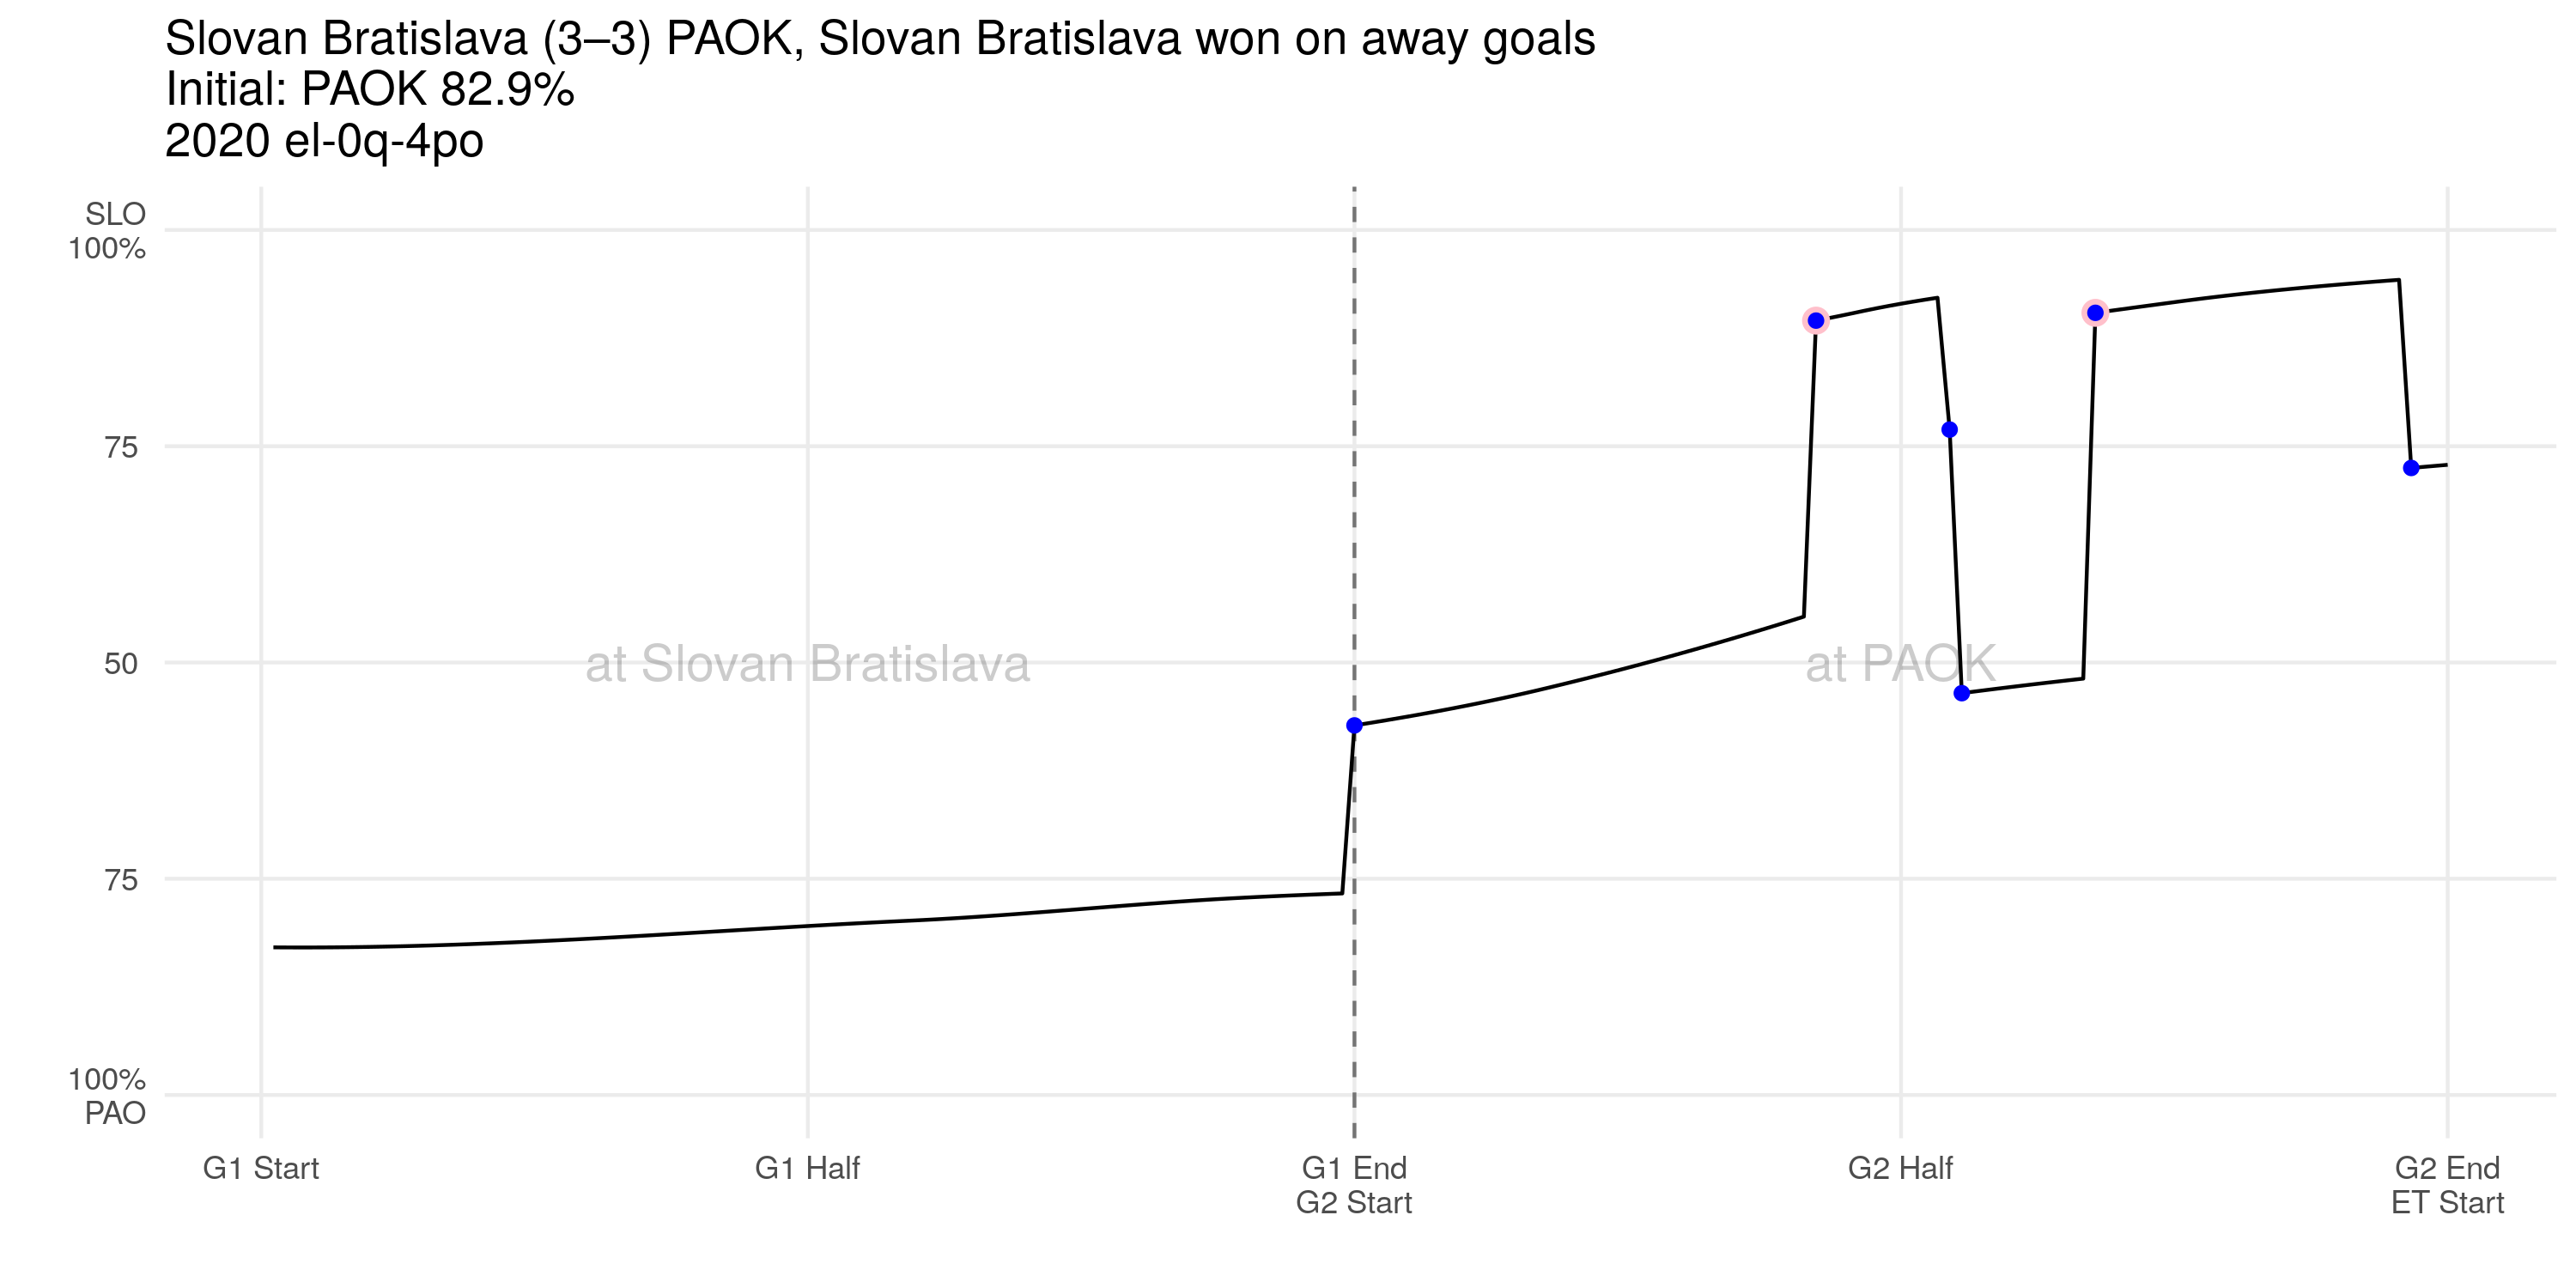 Slovan Bratislava (3–3) PAOK, Slovan Bratislava won on away goals
Initial: PAOK 82.9%
2020 el-0q-4po
SLO
100%
75
50
75
100%
PAO
at Slovan Bratislava
at PAOK
G1 Start
G1 Half
G1 End
G2 Start
G2 Half
G2 End
ET Start